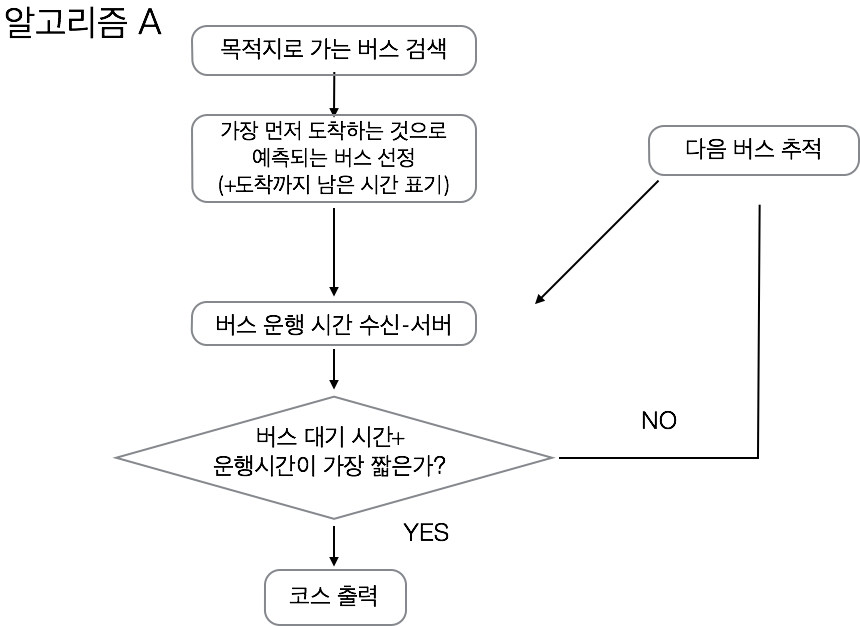 알고리즘 A
목적지로 가는 버스 검색
가장 먼저 도착하는 것으로
예측되는 버스 선정
(+도착까지 남은 시간 표기)
다음 버스 추적
버스 운행 시간 수신-서버
버스 대기 시간+
운행시간이 가장 짧은가?
NO
YES
코스 출력